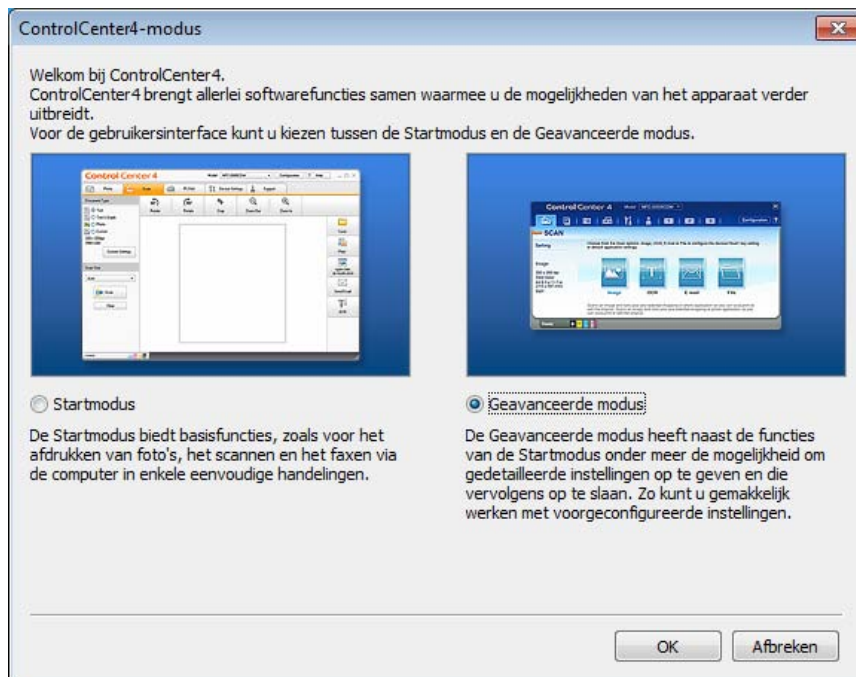 ControlCenter4-modus
Welkom bij ControlCenter4.
ControlCenter4 brengt allerlei softwarefuncties samen waarmee u de mogelijkheden van het apparaat verder
uitbreidt.
Voor de gebruikersinterface kunt u kiezen tussen de Startmodus en de Geavanceerde modus.
Control Center 4
Control Center 4
SCAN
Image
OCR
E-mail
File
Startmodus
Geavanceerde modus
De Startmodus biedt basisfuncties, zoals voor het
afdrukken van foto's, het scannen en het faxen via
de computer in enkele eenvoudige handelingen.
De Geavanceerde modus heeft naast de functies
van de Startmodus onder meer de mogelijkheid om
gedetailleerde instellingen op te geven en die
vervolgens op te slaan. Zo kunt u gemakkelijk
werken met voorgeconfigureerde instellingen.
OK
Afbreken